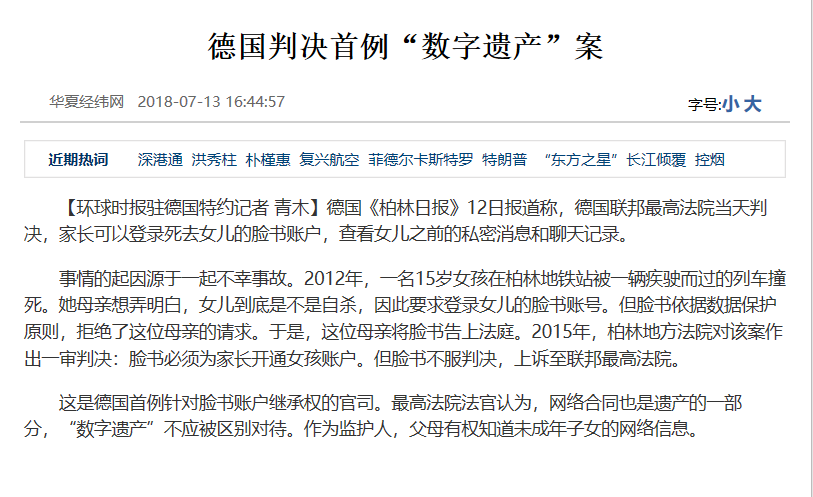 德国判决首例“数字遗产”案
华夏经纬网 2018-07-13 16:44:57 字号:小 大
近期热词 深港通 洪秀柱 朴槿惠 复兴航空 菲德尔卡斯特罗 特朗普 “东方之星”长江倾覆 控烟
【环球时报驻德国特约记者 青木】德国《柏林日报》12日报道称，德国联邦最高法院当天判
决，家长可以登录死去女儿的脸书账户，查看女儿之前的私密消息和聊天记录。
事情的起因源于一起不幸事故。2012年，一名15岁女孩在柏林地铁站被一辆疾驶而过的列车撞
死。她母亲想弄明白，女儿到底是不是自杀，因此要求登录女儿的脸书账号。但脸书依据数据保护
原则，拒绝了这位母亲的请求。于是，这位母亲将脸书告上法庭。2015年，柏林地方法院对该案作
出一审判决：脸书必须为家长开通女孩账户。但脸书不服判决，上诉至联邦最高法院。
这是德国首例针对脸书账户继承权的官司。最高法院法官认为，网络合同也是遗产的一部
分，“数字遗产”不应被区别对待。作为监护人，父母有权知道未成年子女的网络信息。